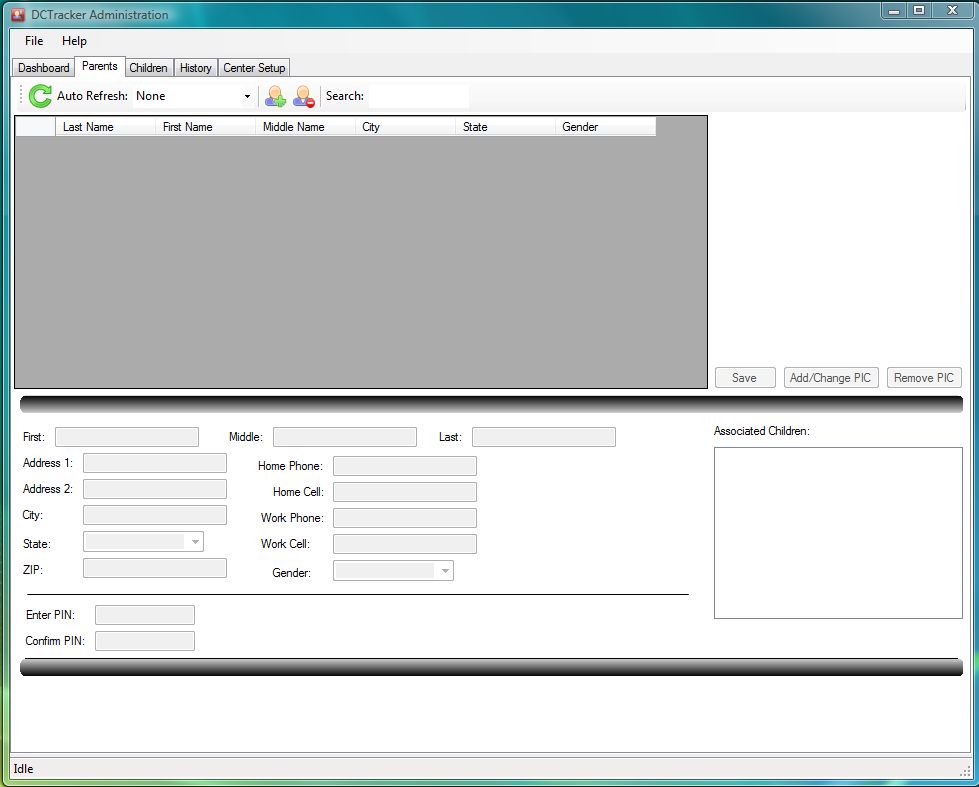 DCTracker Administration
File Help
Dashboard Parents Children History Center Setup
Auto Refresh: None Search:
Last Name First Name Middle Name City State Gender
Save Add/Change PIC Remove PIC
First: Middle: Last: Associated Children:
Address 1: Home Phone:
Address 2: Home Cell:
City: Work Phone:
State: Work Cell:
ZIP: Gender:
Enter PIN:
Confirm PIN:
Idle